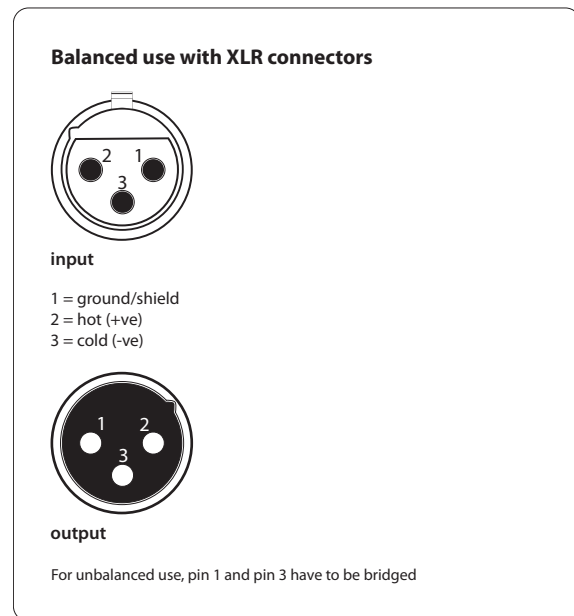 Balanced use with XLR connectors
2 1
3
input
1 = ground/shield
2 = hot (+ve)
3 = cold (-ve)
1 2
3
output
For unbalanced use, pin 1 and pin 3 have to be bridged